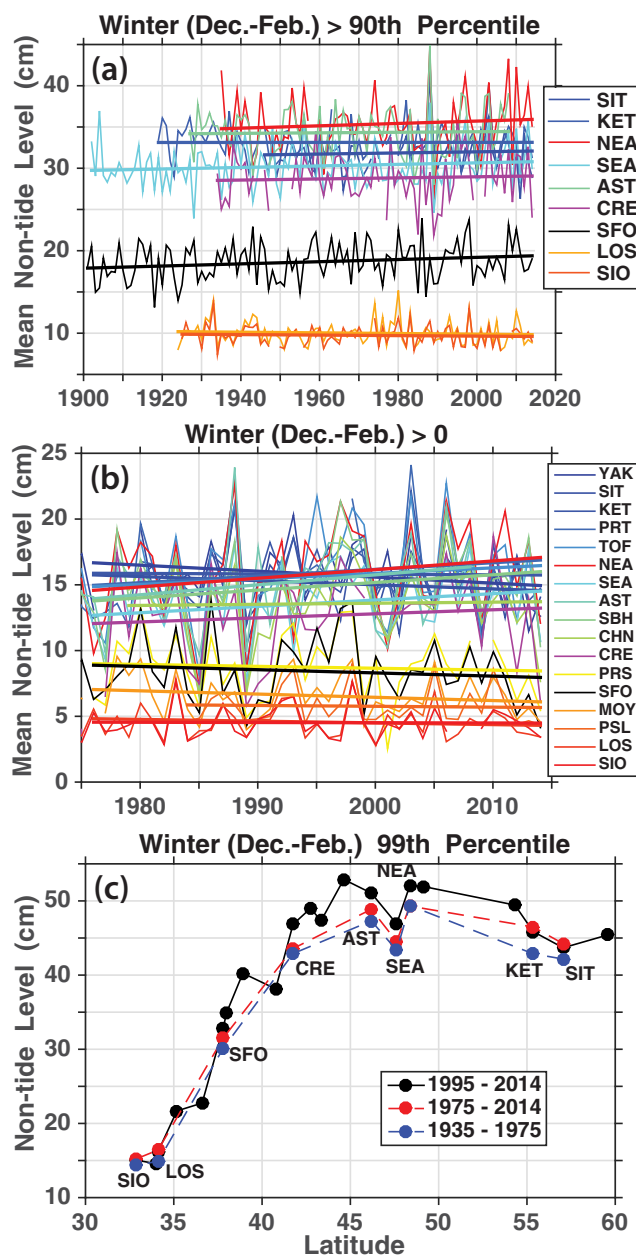 Winter (Dec.-Feb.) > 90th Percentile
(a)
Mean Non-tide Level (cm)
40
30
20
10
1900 1920 1940 1960 1980 2000 2020
SIT
KET
NEA
SEA
AST
CRE
SFO
LOS
SIO
Winter (Dec.-Feb.) > 0
(b)
Mean Non-tide Level (cm)
25
20
15
10
5
0
1980 1990 2000 2010
YAK
SIT
KET
PRT
TOF
NEA
SEA
AST
SBH
CHN
CRE
PRS
SFO
MOY
PSL
LOS
SIO
Winter (Dec.-Feb.) 99th Percentile
(c)
Non-tide Level (cm)
50
40
30
20
10
NEA
AST
CRE
SEA
KET
SIT
SFO
SIO
LOS
1995 - 2014
1975 - 2014
1935 - 1975
30 35 40 45 50 55 60
Latitude